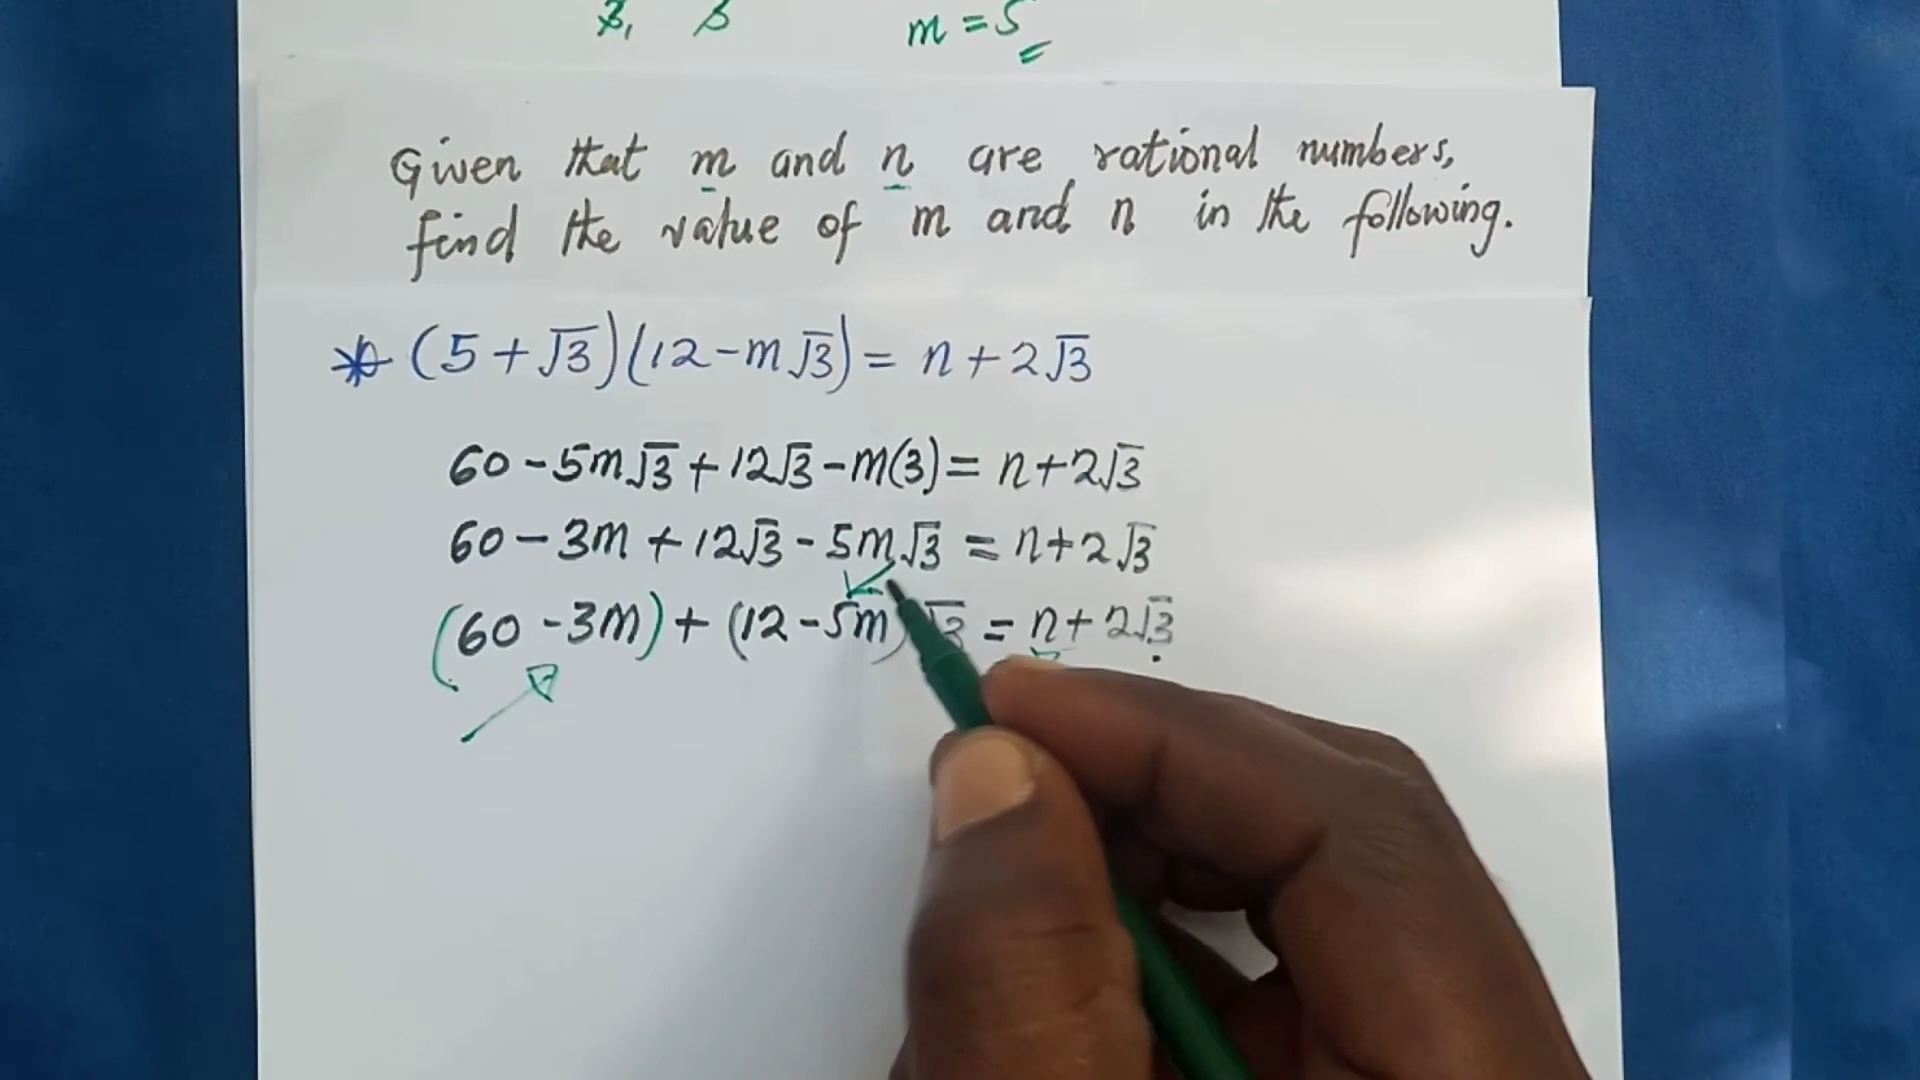 m = 5
Given that m and n are rational numbers,
find the value of m and n in the following.
(5 + √3)(12 - m√3) = n + 2√3
60 - 5m√3 + 12√3 - m(3) = n + 2√3
60 - 3m + 12√3 - 5m√3 = n + 2√3
(60 - 3m) + (12 - 5m)√3 = n + 2√3